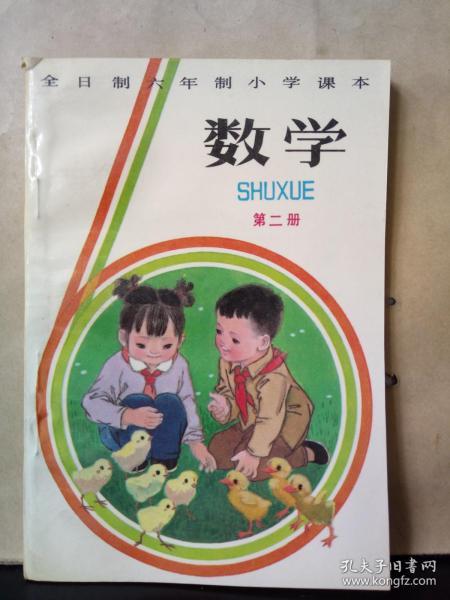 全日制六年制小学课本
数学
SHUXUE
第二册
孔夫子旧书网
www.kongfz.com